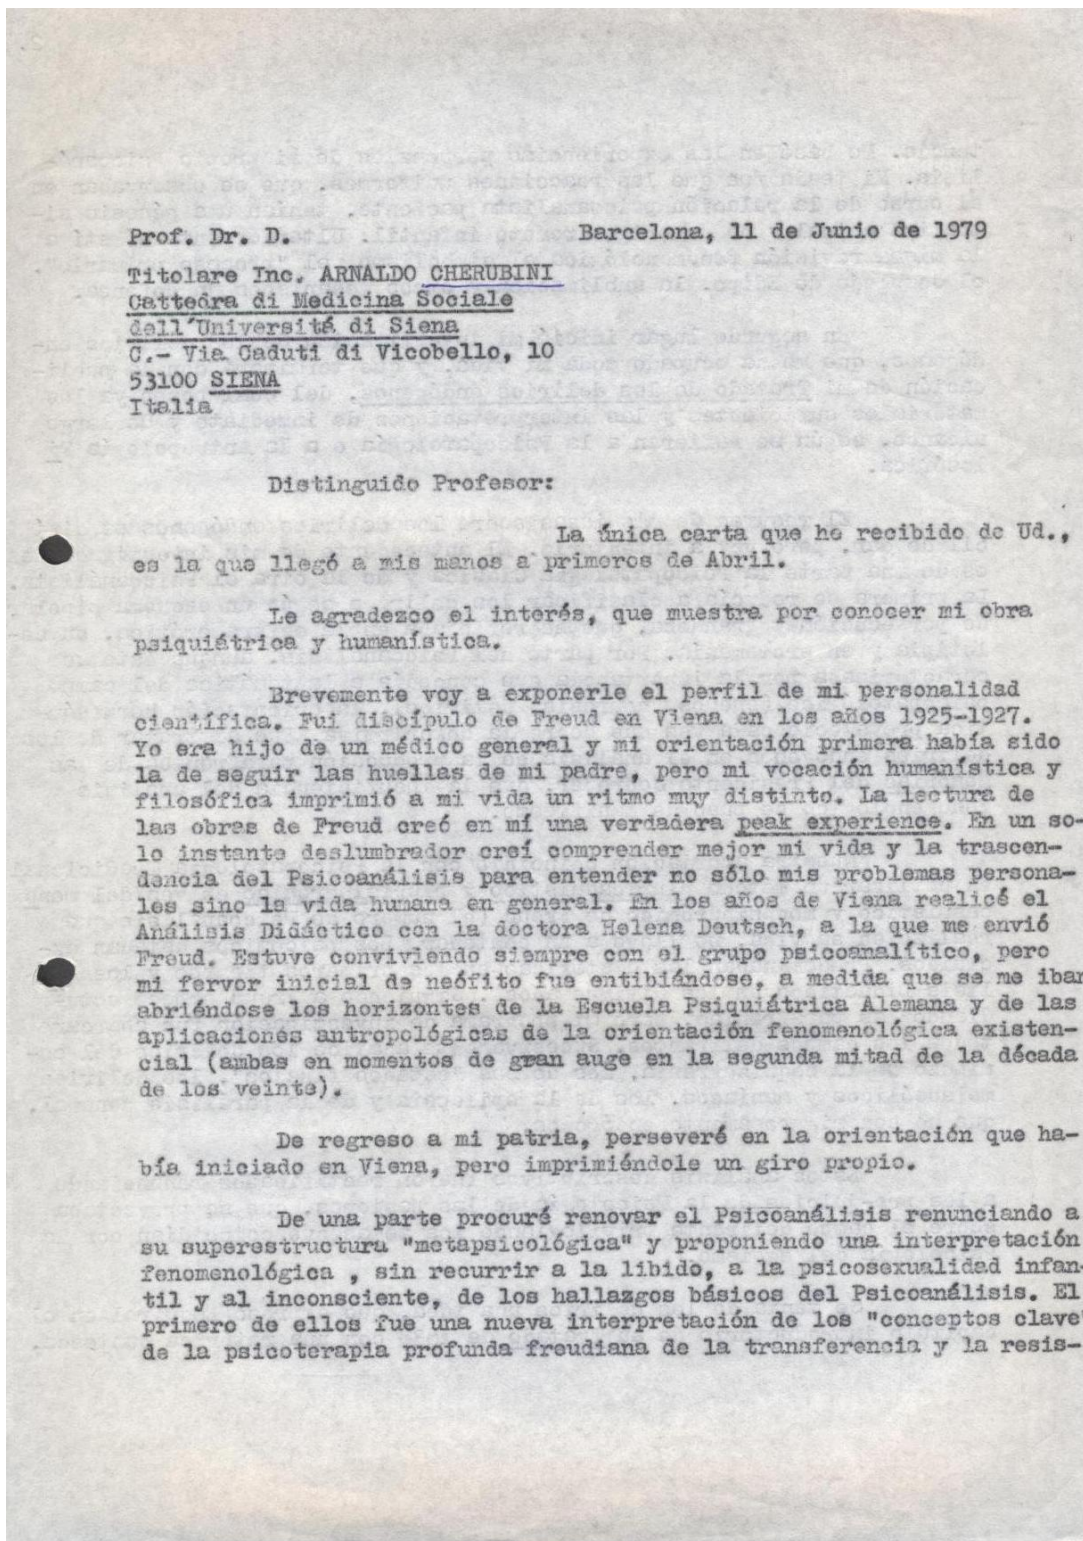 Prof. Dr. D. Barcelona, 11 de Junio de 1979
Titolare Inc. ARNALDO CHERUBINI
Cattedra di Medicina Sociale
dell'Universitá di Siena
C.- Via Caduti di Vicobello, 10
53100 SIENA
Italia
Distinguido Profesor:
La única carta que he recibido de Ud.,
es la que llegó a mis manos a primeros de Abril.
Le agradezco el interés, que muestra por conocer mi obra
psiquiátrica y humanística.
Brevemente voy a exponerle el perfil de mi personalidad
científica. Fui discípulo de Freud en Viena en los años 1925-1927.
Yo era hijo de un médico general y mi orientación primera había sido
la de seguir las huellas de mi padre, pero mi vocación humanística y
filosófica imprimió a mi vida un ritmo muy distinto. La lectura de
las obras de Freud creó en mí una verdadera peak experience. En un so-
lo instante deslumbrador creí comprender mejor mi vida y la trascen-
dencia del Psicoanálisis para entender no sólo mis problemas persona-
les sino la vida humana en general. En los años de Viena realicé el
Análisis Didáctico con la doctora Helena Deutsch, a la que me envió
Freud. Estuve conviviendo siempre con el grupo psicoanalítico, pero
mi fervor inicial de neófito fue entibiándose, a medida que se me iban
abriéndose los horizontes de la Escuela Psiquiátrica Alemana y de las
aplicaciones antropológicas de la orientación fenomenológica existen-
cial (ambas en momentos de gran auge en la segunda mitad de la década
de los veinte).
De regreso a mi patria, perseveré en la orientación que ha-
bía iniciado en Viena, pero imprimiéndole un giro propio.
De una parte procuré renovar el Psicoanálisis renunciando a
su superestructura "metapsicológica" y proponiendo una interpretación
fenomenológica , sin recurrir a la libido, a la psicosexualidad infan-
til y al inconsciente, de los hallazgos básicos del Psicoanálisis. El
primero de ellos fue una nueva interpretación de los "conceptos clave"
de la psicoterapia profunda freudiana de la transferencia y la resis-